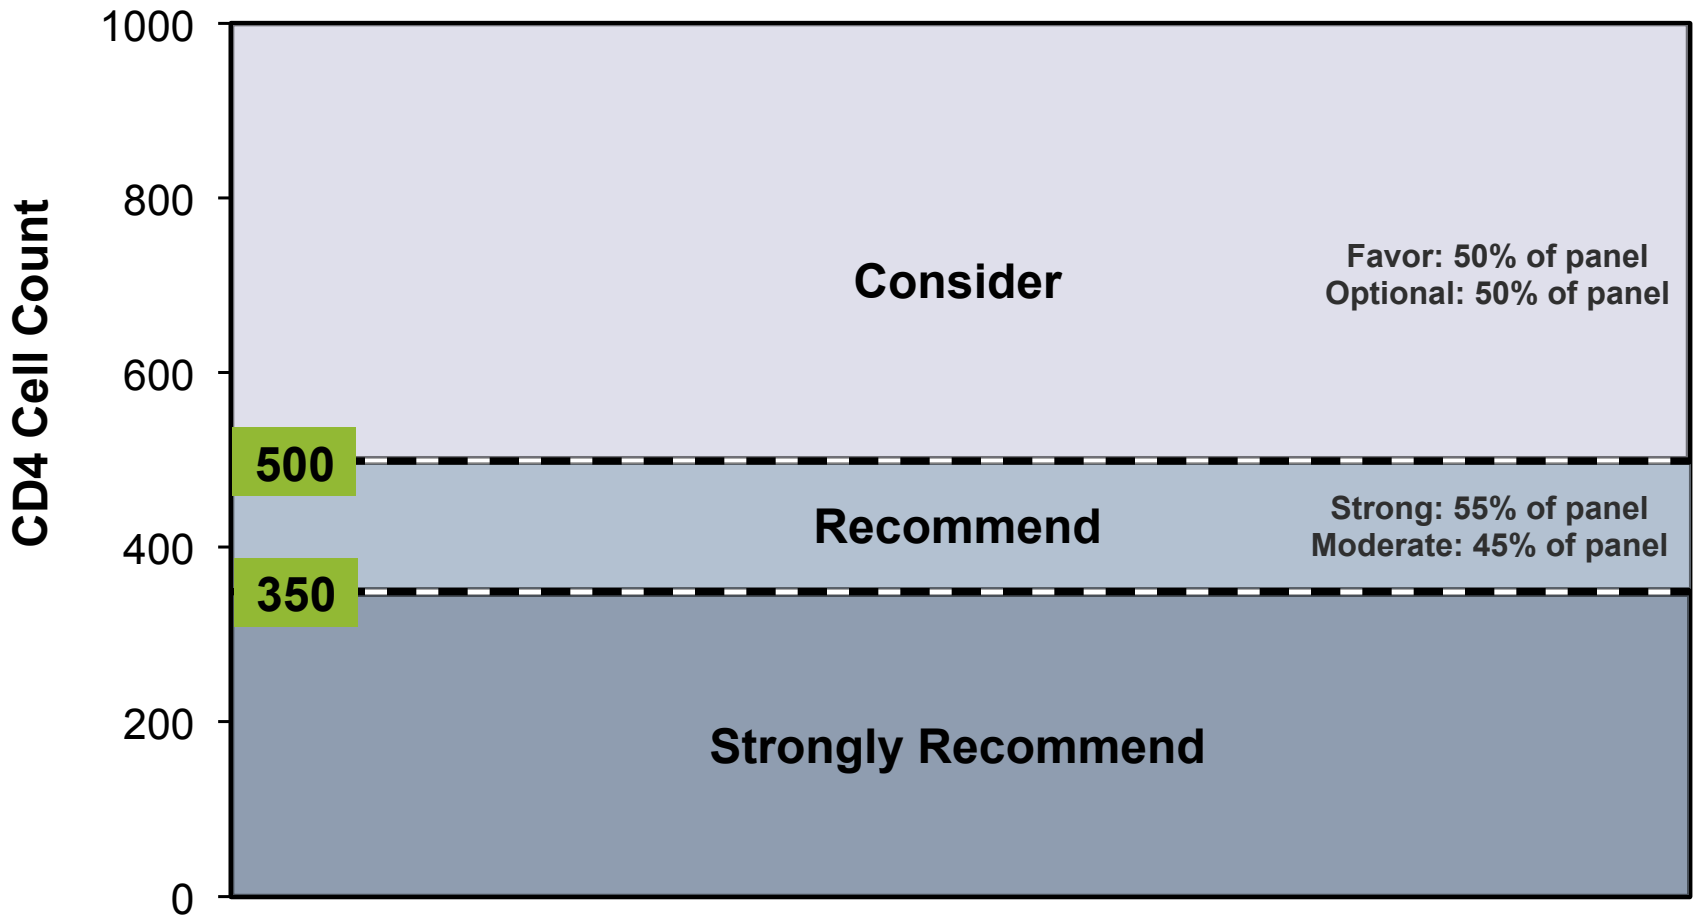 1000
800
600
400
200
0
CD4 Cell Count
Consider
Favor: 50% of panel
Optional: 50% of panel
500
Recommend
Strong: 55% of panel
Moderate: 45% of panel
350
Strongly Recommend